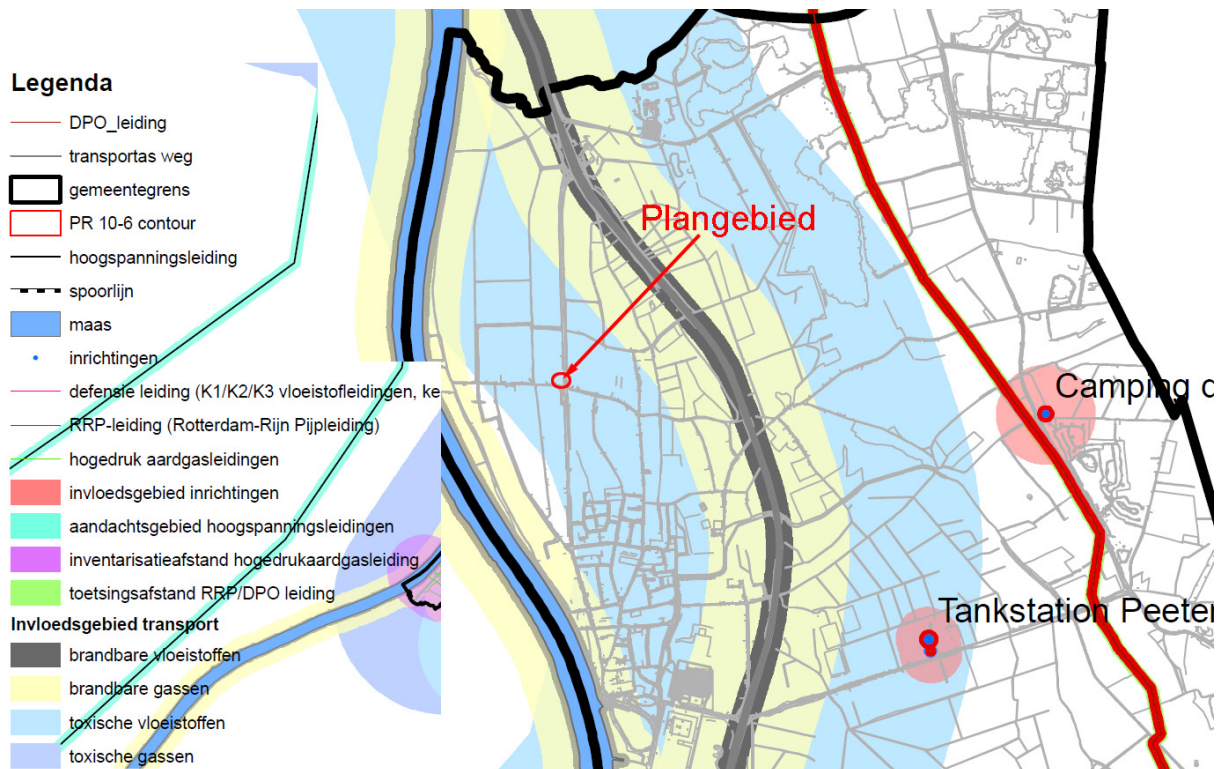 Legenda
DPO_leiding
transportas weg
gemeentegrens
PR 10-6 contour
hoogspanningsleiding
spoorlijn
maas
inrichtingen
defensie leiding (K1/K2/K3 vloeistofleidingen, ke
RRP-leiding (Rotterdam-Rijn Pijpleiding)
hogedruk aardgasleidingen
invloedsgebied inrichtingen
aandachtsgebied hoogspanningsleidingen
inventarisatieafstand hogedrukaardgasleiding
toetsingsafstand RRP/DPO leiding
Invloedsgebied transport
brandbare vloeistoffen
brandbare gassen
toxische vloeistoffen
toxische gassen
Plangebied
Camping d
Tankstation Peeter